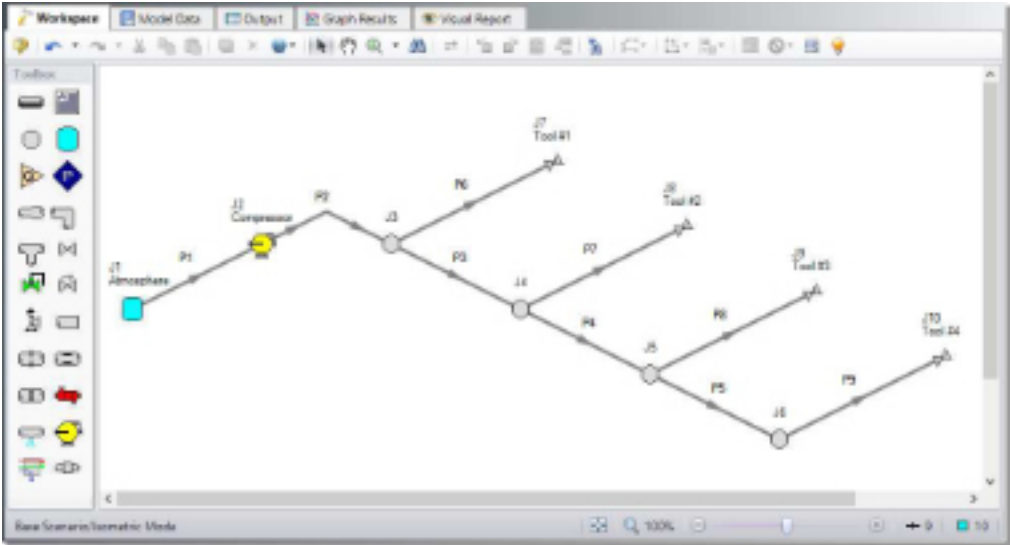 Workspace
Model Data
Output
Graph Results
Visual Report
Toolbox
J7
Tool #1
J8
Tool #2
P6
P2
J2
Compressor
J3
P7
J9
Tool #3
P1
P3
J1
Atmosphere
J4
P8
J10
Tool #4
P4
J5
P9
P5
J6
Base Scenario/Isometric Mode
100%
9
10